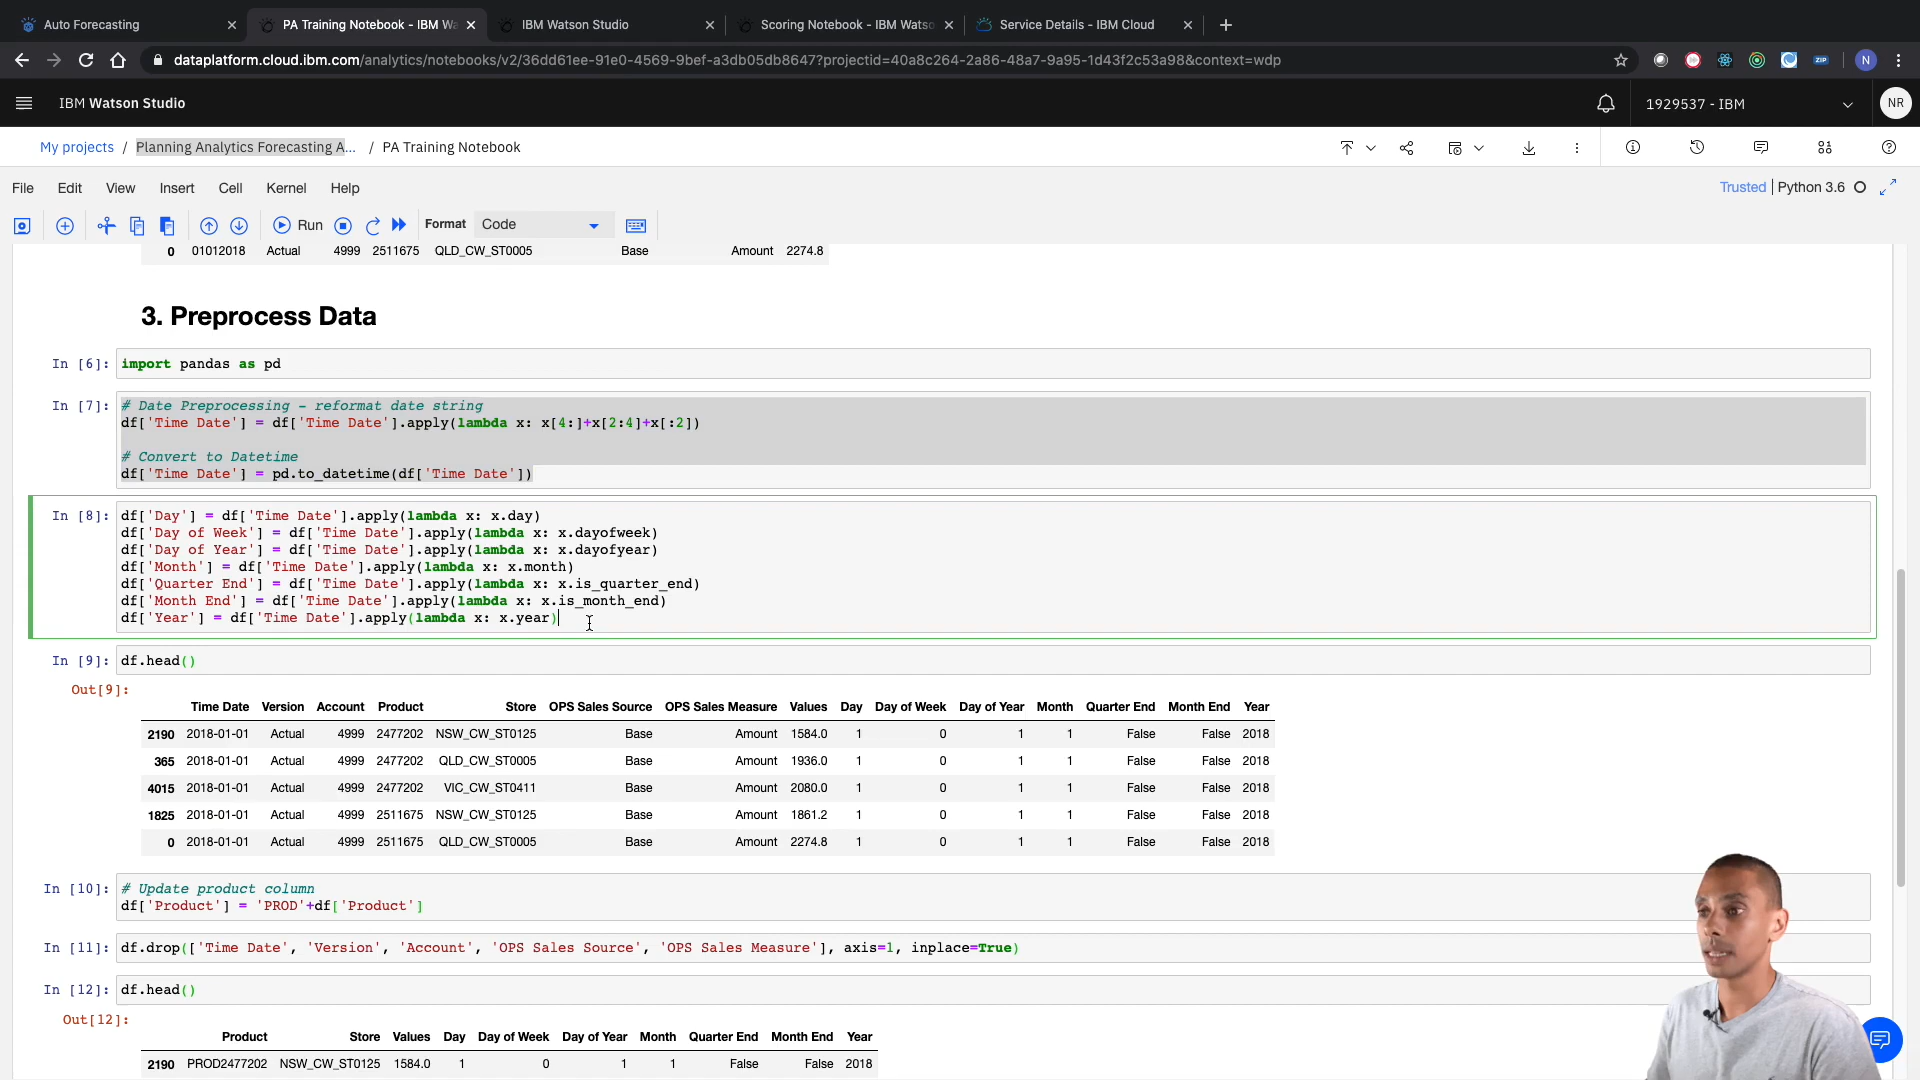 Auto Forecasting
PA Training Notebook - IBM Wa
IBM Watson Studio
Scoring Notebook - IBM Watso
Service Details - IBM Cloud
dataplatform.cloud.ibm.com/analytics/notebooks/v2/36dd61ee-91e0-4569-9bef-a3db05db8647?projectid=40a8c264-2a86-48a7-9a95-1d43f2c53a98&context=wdp
ZIP
N
IBM Watson Studio
1929537 - IBM
NR
My projects / Planning Analytics Forecasting A... / PA Training Notebook
File Edit View Insert Cell Kernel Help
Trusted | Python 3.6
Run
Format
Code
0 01012018 Actual 4999 2511675 QLD_CW_ST0005 Base Amount 2274.8
3. Preprocess Data
In [6]: import pandas as pd
In [7]: # Date Preprocessing - reformat date string
df['Time Date'] = df['Time Date'].apply(lambda x: x[4:]+x[2:4]+x[:2])
# Convert to Datetime
df['Time Date'] = pd.to_datetime(df['Time Date'])
In [8]: df['Day'] = df['Time Date'].apply(lambda x: x.day)
df['Day of Week'] = df['Time Date'].apply(lambda x: x.dayofweek)
df['Day of Year'] = df['Time Date'].apply(lambda x: x.dayofyear)
df['Month'] = df['Time Date'].apply(lambda x: x.month)
df['Quarter End'] = df['Time Date'].apply(lambda x: x.is_quarter_end)
df['Month End'] = df['Time Date'].apply(lambda x: x.is_month_end)
df['Year'] = df['Time Date'].apply(lambda x: x.year)
In [9]: df.head()
Out[9]:
Time Date Version Account Product Store OPS Sales Source OPS Sales Measure Values Day Day of Week Day of Year Month Quarter End Month End Year
2190 2018-01-01 Actual 4999 2477202 NSW_CW_ST0125 Base Amount 1584.0 1 0 1 1 False False 2018
365 2018-01-01 Actual 4999 2477202 QLD_CW_ST0005 Base Amount 1936.0 1 0 1 1 False False 2018
4015 2018-01-01 Actual 4999 2477202 VIC_CW_ST0411 Base Amount 2080.0 1 0 1 1 False False 2018
1825 2018-01-01 Actual 4999 2511675 NSW_CW_ST0125 Base Amount 1861.2 1 0 1 1 False False 2018
0 2018-01-01 Actual 4999 2511675 QLD_CW_ST0005 Base Amount 2274.8 1 0 1 1 False False 2018
In [10]: # Update product column
df['Product'] = 'PROD'+df['Product']
In [11]: df.drop(['Time Date', 'Version', 'Account', 'OPS Sales Source', 'OPS Sales Measure'], axis=1, inplace=True)
In [12]: df.head()
Out[12]:
Product Store Values Day Day of Week Day of Year Month Quarter End Month End Year
2190 PROD2477202 NSW_CW_ST0125 1584.0 1 0 1 1 False False 2018